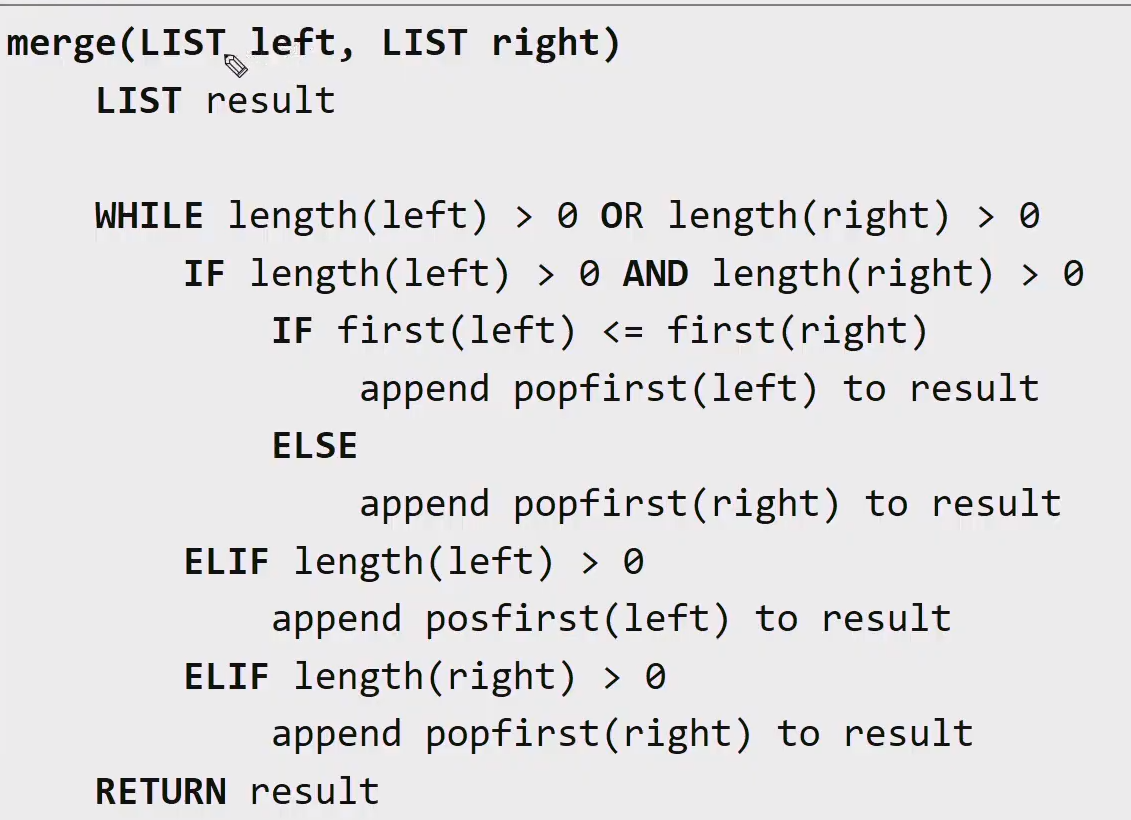 merge(LIST left, LIST right)
LIST result
WHILE length(left) > 0 OR length(right) > 0
IF length(left) > 0 AND length(right) > 0
IF first(left) <= first(right)
append popfirst(left) to result
ELSE
append popfirst(right) to result
ELIF length(left) > 0
append posfirst(left) to result
ELIF length(right) > 0
append popfirst(right) to result
RETURN result